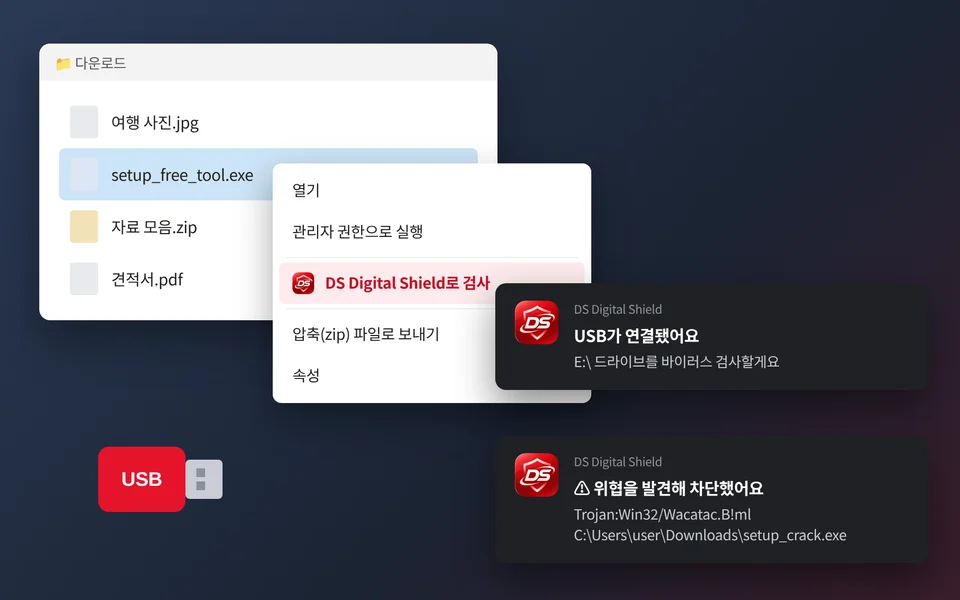 📁 다운로드
여행 사진.jpg
setup_free_tool.exe
자료 모음.zip
견적서.pdf
열기
관리자 권한으로 실행
DS
DS Digital Shield로 검사
압축(zip) 파일로 보내기
속성
DS
DS Digital Shield
USB가 연결됐어요
E:\ 드라이브를 바이러스 검사할게요
USB
DS
DS Digital Shield
⚠ 위협을 발견해 차단했어요
Trojan:Win32/Wacatac.B!ml
C:\Users\user\Downloads\setup_crack.exe